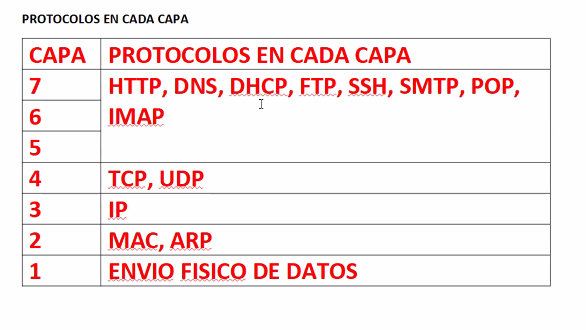 PROTOCOLOS EN CADA CAPA
CAPA PROTOCOLOS EN CADA CAPA
7 HTTP, DNS, DHCP, FTP, SSH, SMTP, POP,
6 IMAP
5
4 TCP, UDP
3 IP
2 MAC, ARP
1 ENVIO FISICO DE DATOS